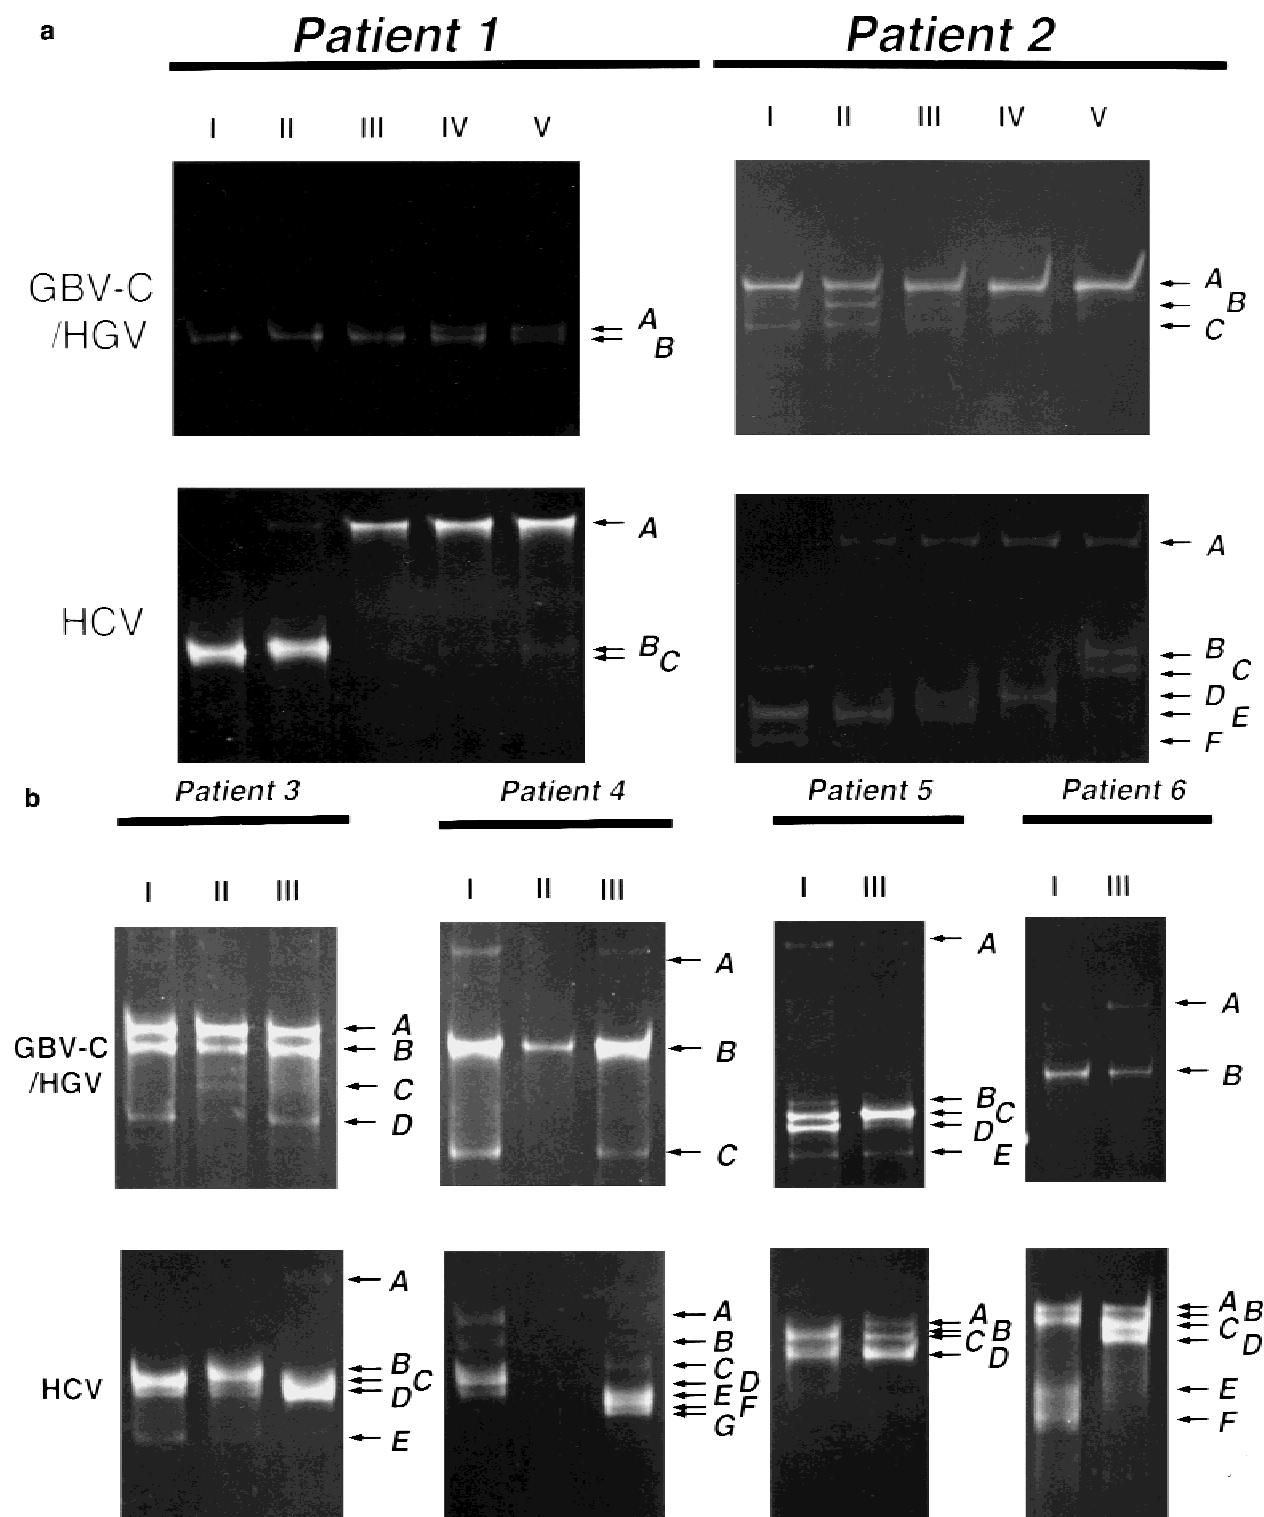 a
Patient 1
Patient 2
I II III IV V
I II III IV V
GBV-C
/HGV
A
B
A
B
C
HCV
A
B
C
A
B
C
D
E
F
b
Patient 3
Patient 4
Patient 5
Patient 6
I II III
I II III
I III
I III
GBV-C
/HGV
A
B
C
D
A
B
C
A
B
C
D
E
A
B
HCV
A
B
C
D
E
A
B
C
D
E
F
G
A
B
C
D
A
B
C
D
E
F